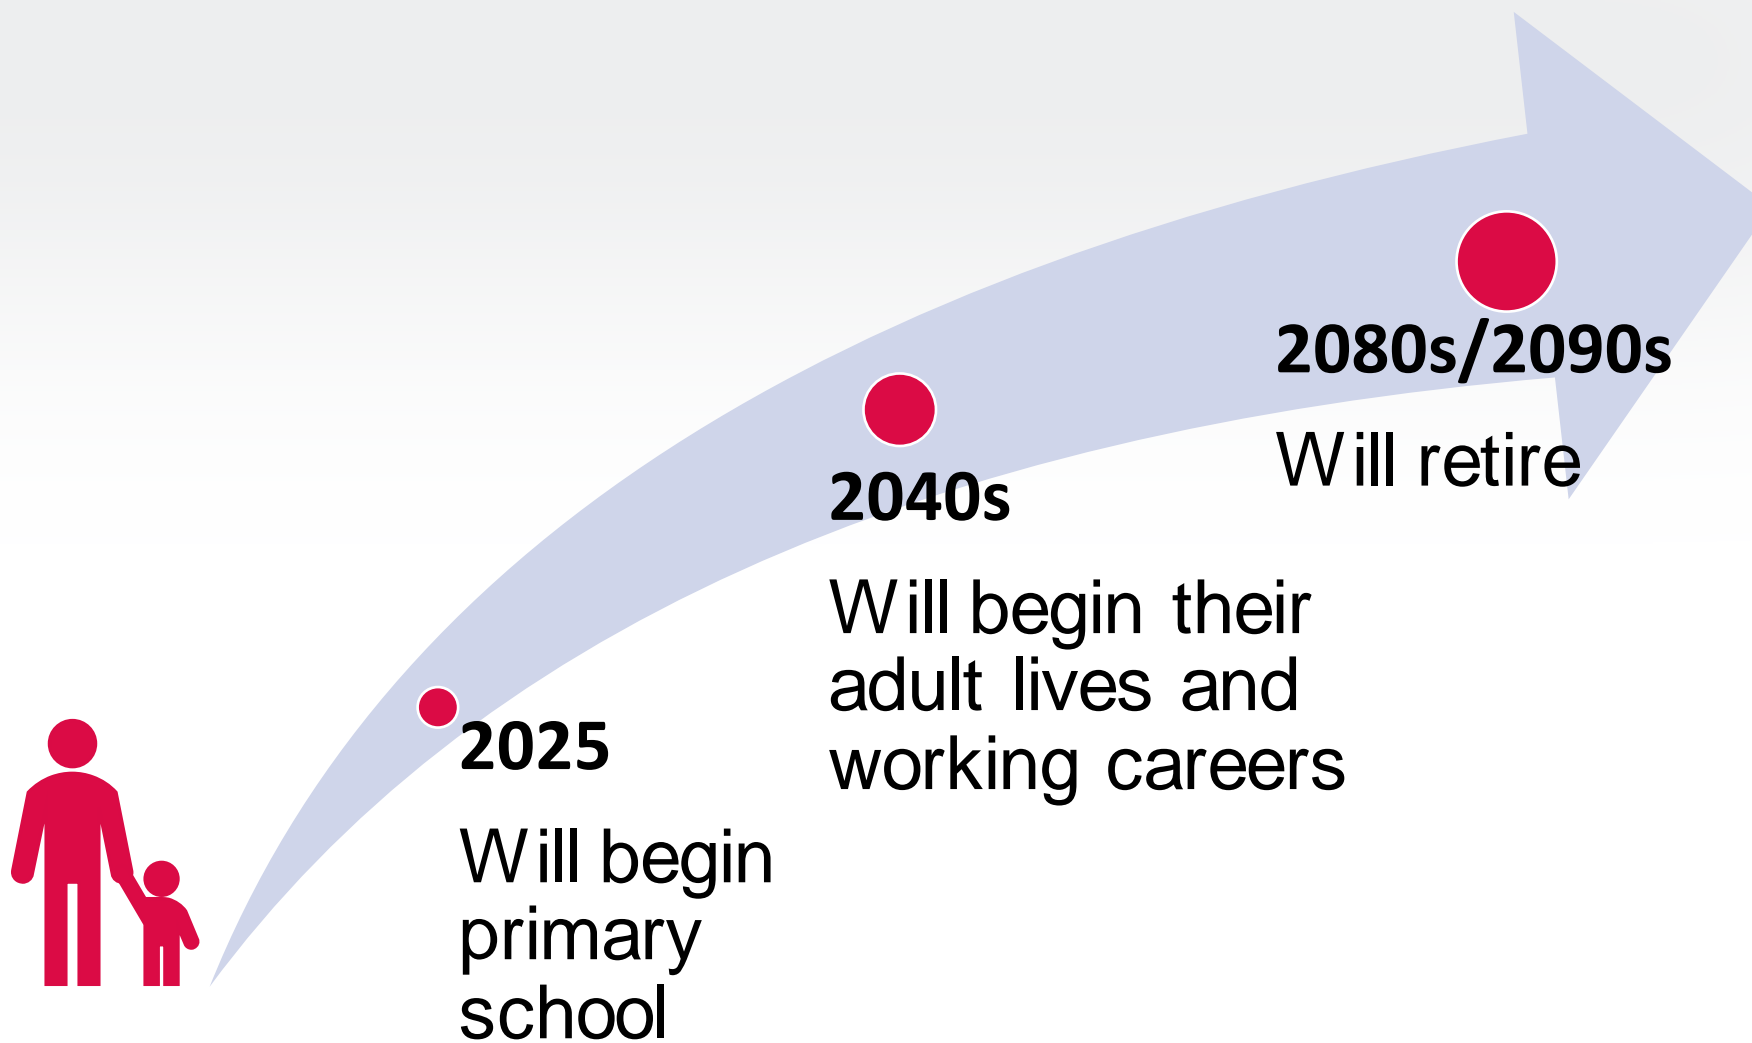 2025
Will begin
primary
school
2040s
Will begin their
adult lives and
working careers
2080s/2090s
Will retire